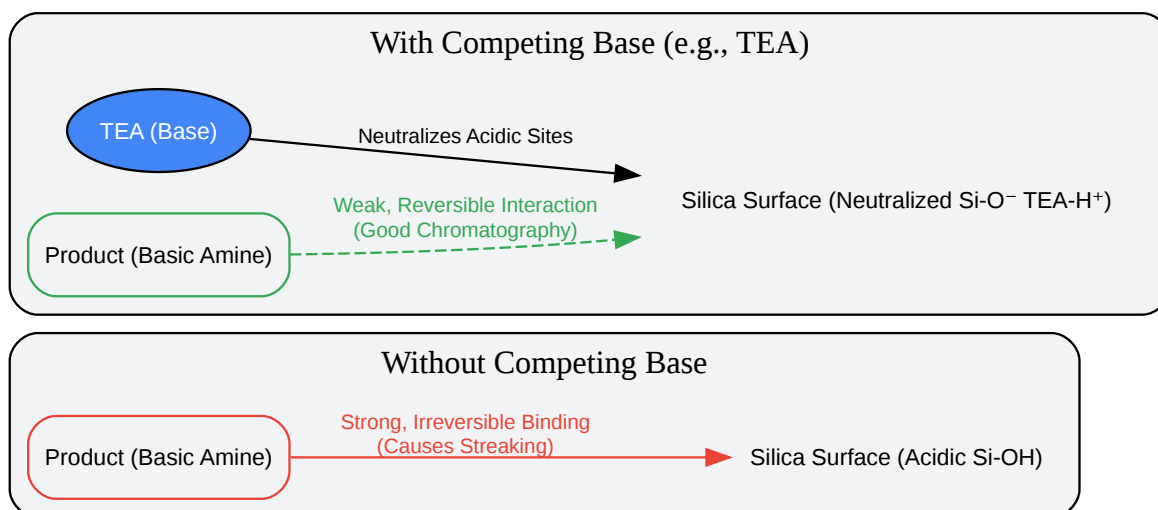 With Competing Base (e.g., TEA)
TEA (Base)
Neutralizes Acidic Sites
Silica Surface (Neutralized Si-O⁻ TEA-H⁺)
Weak, Reversible Interaction
(Good Chromatography)
Product (Basic Amine)
Without Competing Base
Strong, Irreversible Binding
(Causes Streaking)
Product (Basic Amine)
Silica Surface (Acidic Si-OH)